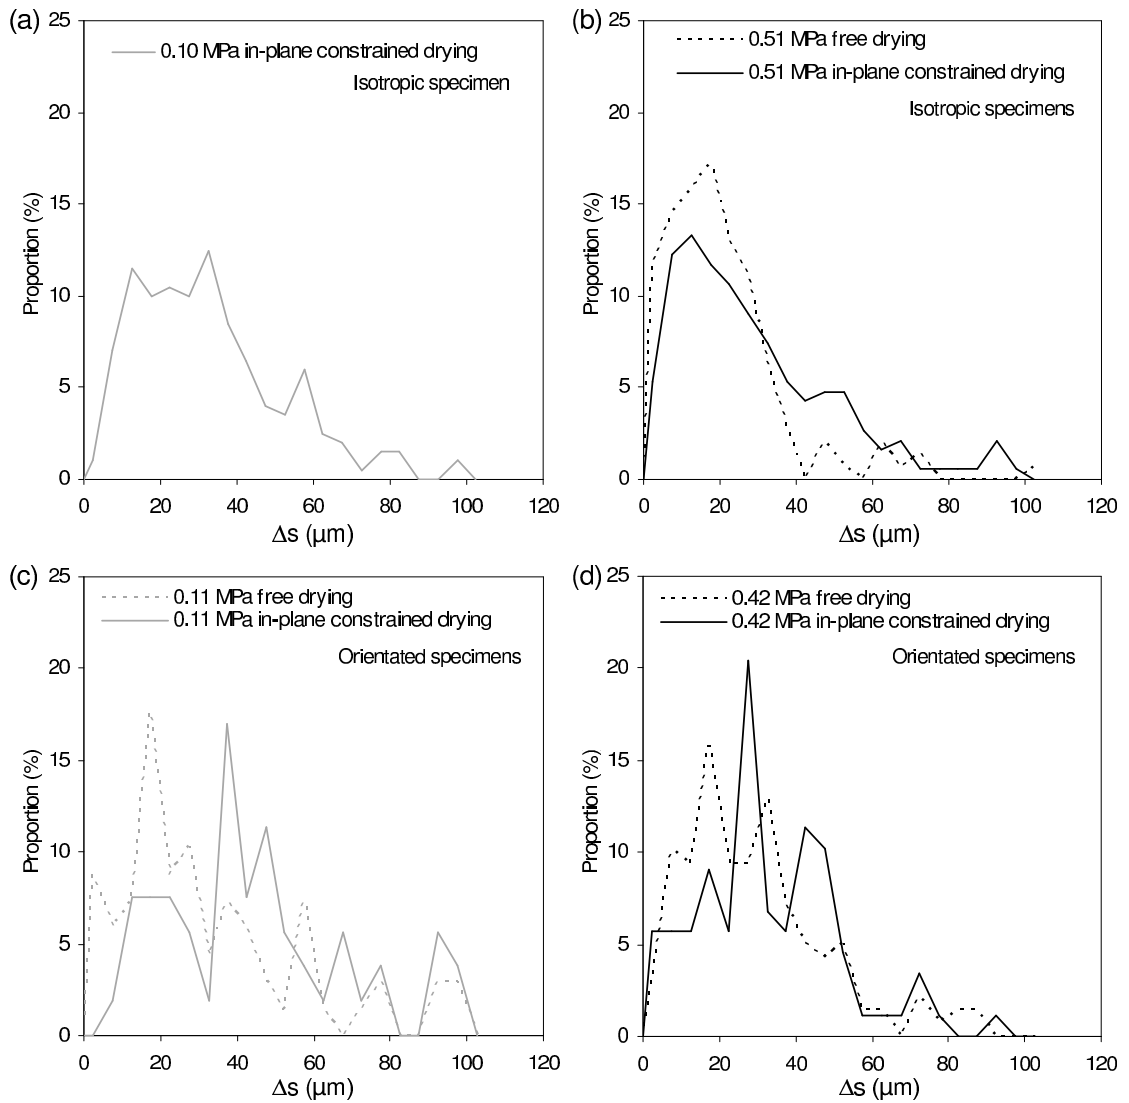 (a)
25
20
15
10
5
0
Proportion (%)
0.10 MPa in-plane constrained drying
Isotropic specimen
0 20 40 60 80 100 120
Δs (μm)
(b)
25
20
15
10
5
0
Proportion (%)
0.51 MPa free drying
0.51 MPa in-plane constrained drying
Isotropic specimens
0 20 40 60 80 100 120
Δs (μm)
(c)
25
20
15
10
5
0
Proportion (%)
0.11 MPa free drying
0.11 MPa in-plane constrained drying
Orientated specimens
0 20 40 60 80 100 120
Δs (μm)
(d)
25
20
15
10
5
0
Proportion (%)
0.42 MPa free drying
0.42 MPa in-plane constrained drying
Orientated specimens
0 20 40 60 80 100 120
Δs (μm)